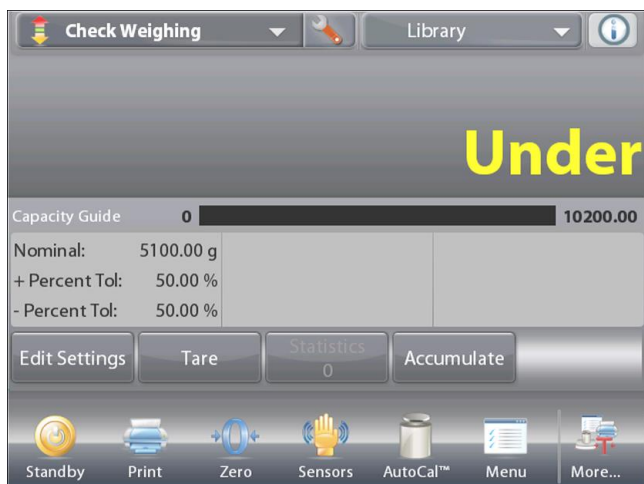 Check Weighing Library i
Under
Capacity Guide 0 10200.00
Nominal: 5100.00 g
+ Percent Tol: 50.00 %
- Percent Tol: 50.00 %
Edit Settings Tare Statistics 0 Accumulate
Standby Print Zero Sensors AutoCal™ Menu More...